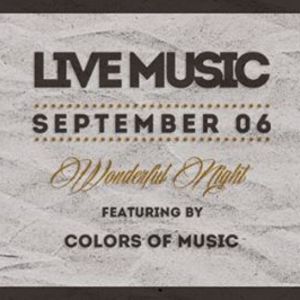 LIVE MUSIC
SEPTEMBER 06
Wonderful Night
FEATURING BY
COLORS OF MUSIC